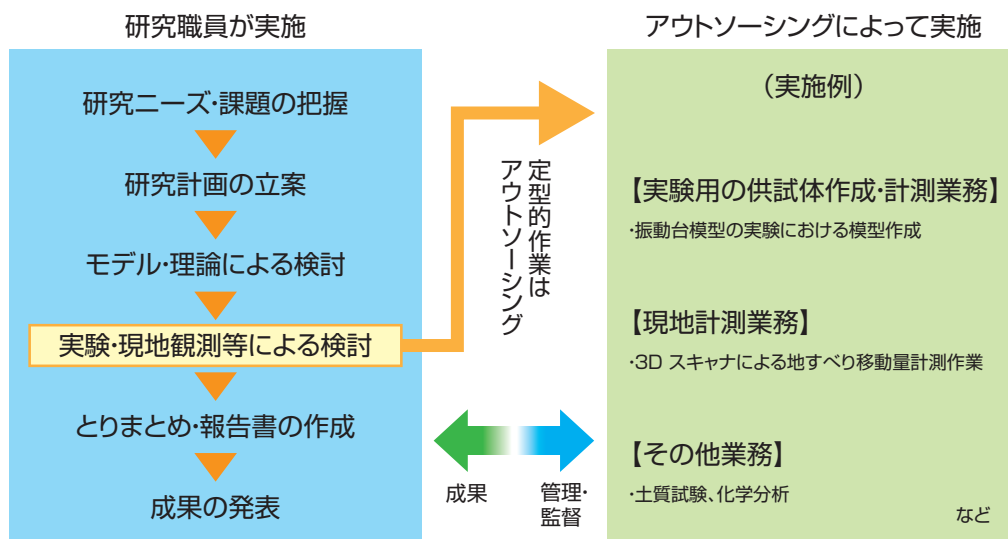 研究職員が実施
研究ニーズ・課題の把握
研究計画の立案
モデル・理論による検討
実験・現地観測等による検討
とりまとめ・報告書の作成
成果の発表
定型的作業は
アウトソーシング
成果
管理・
監督
アウトソーシングによって実施
（実施例）
【実験用の供試体作成・計測業務】
・振動台模型の実験における模型作成
【現地計測業務】
・3D スキャナによる地すべり移動量計測作業
【その他業務】
・土質試験、化学分析
など